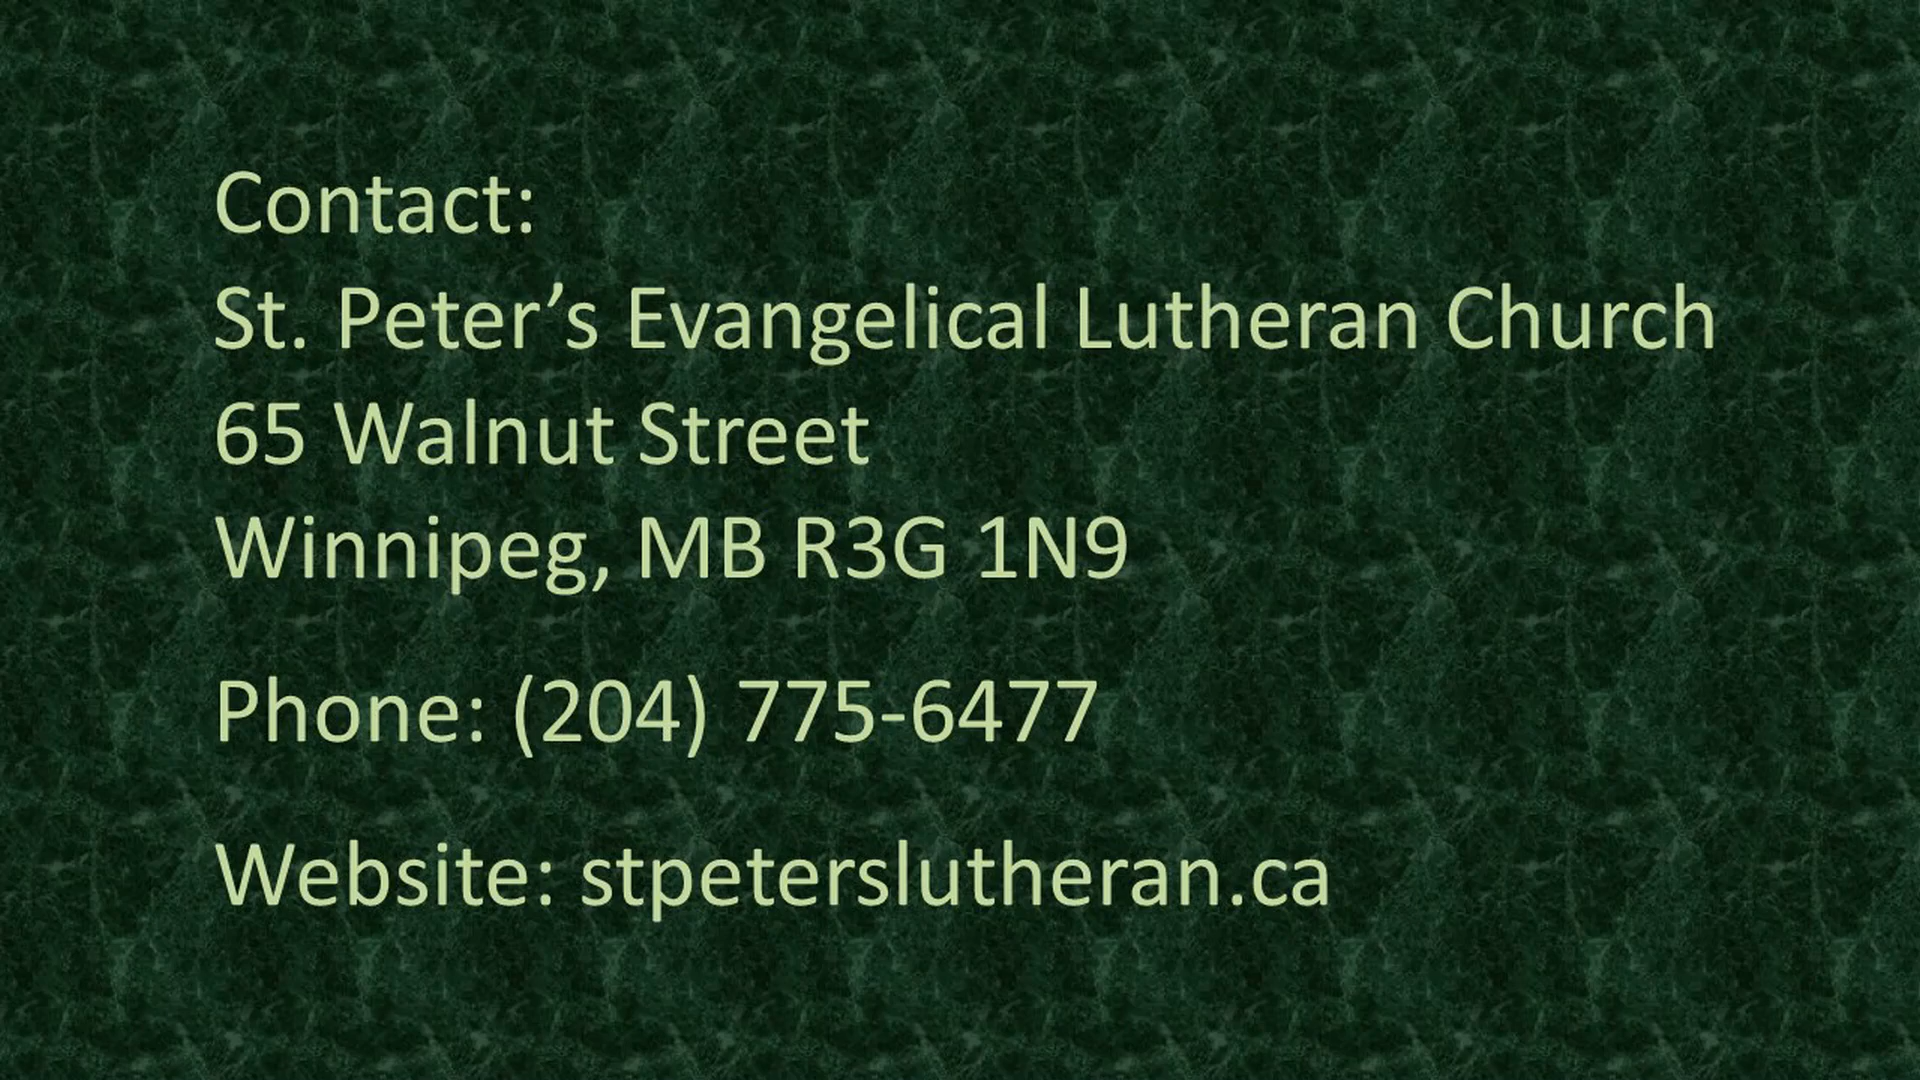 Contact:
St. Peter’s Evangelical Lutheran Church
65 Walnut Street
Winnipeg, MB R3G 1N9
Phone: (204) 775-6477
Website: stpeterslutheran.ca